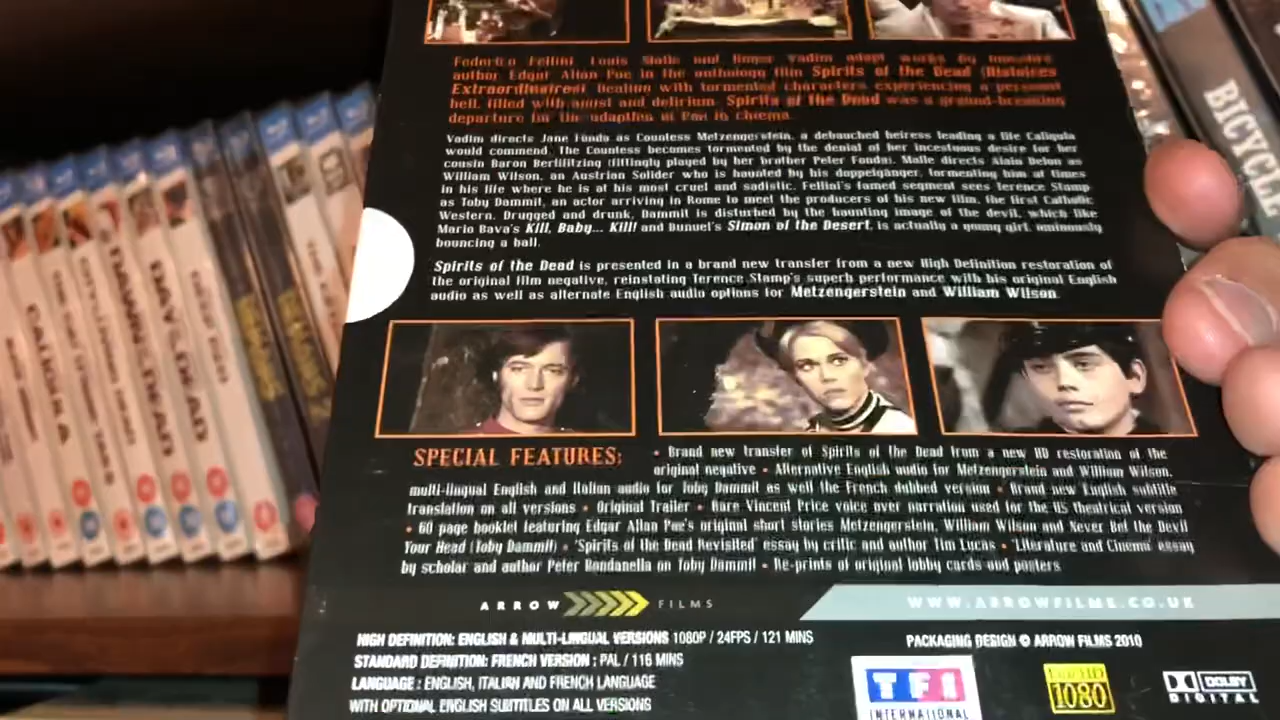 Federico Fellini, Louis Malle and Roger Vadim adapt works by
author Edgar Allan Poe in the anthology film Spirits of the Dead (Histoires
Extraordinaires). Dealing with tormented characters experiencing a personal
hell, filled with angst and delirium, Spirits of the Dead was a ground-breaking
departure for the adaption of Poe in cinema.
Vadim directs Jane Fonda as Countess Metzengerstein, a debauched heiress leading a life Caligula
would commend. The Countess becomes tormented by the denial of her incestuous desire for her
cousin Baron Berlifitzing (fittingly played by her brother Peter Fonda). Malle directs Alain Delon as
William Wilson, an Austrian Solider who is haunted by his doppelganger, tormenting him at times
in his life where he is at his most cruel and sadistic. Fellini's famed segment sees Terence Stamp
as Toby Dammit, an actor arriving in Rome to meet the producers of his new film, the first Catholic
Western. Drugged and drunk, Dammit is disturbed by the haunting image of the devil, which like
Mario Bava's Kill, Baby... Kill! and Bunuel's Simon of the Desert, is actually a young girl, ominously
bouncing a ball.
Spirits of the Dead is presented in a brand new transfer from a new High Definition restoration of
the original film negative, reinstating Terence Stamp's superb performance with his original English
audio as well as alternate English audio options for Metzengerstein and William Wilson.
SPECIAL FEATURES:
• Brand new transfer of Spirits of the Dead from a new HD restoration of the
original negative • Alternative English audio for Metzengerstein and William Wilson,
multi-lingual English and Italian audio for Toby Dammit as well the French dubbed version • Brand new English subtitle
translation on all versions • Original Trailer • Rare Vincent Price voice over narration used for the US theatrical version
• 60 page booklet featuring Edgar Allan Poe's original short stories Metzengerstein, William Wilson and Never Bet the Devil
Your Head (Toby Dammit) • 'Spirits of the Dead Revisited' essay by critic and author Tim Lucas • 'Literature and Cinema' essay
by scholar and author Peter Bondanella on Toby Dammit • Re-prints of original lobby cards and posters
ARROW FILMS
WWW.ARROWFILMS.CO.UK
HIGH DEFINITION: ENGLISH & MULTI-LINGUAL VERSIONS 1080P / 24FPS / 121 MINS
STANDARD DEFINITION: FRENCH VERSION : PAL / 116 MINS
LANGUAGE : ENGLISH, ITALIAN AND FRENCH LANGUAGE
WITH OPTIONAL ENGLISH SUBTITLES ON ALL VERSIONS
PACKAGING DESIGN © ARROW FILMS 2010
TF1
INTERNATIONAL
Full HD
1080
DOLBY
DIGITAL
CALIGULA
DAWN OF THE DEAD
DAY OF THE DEAD
BICYCLE